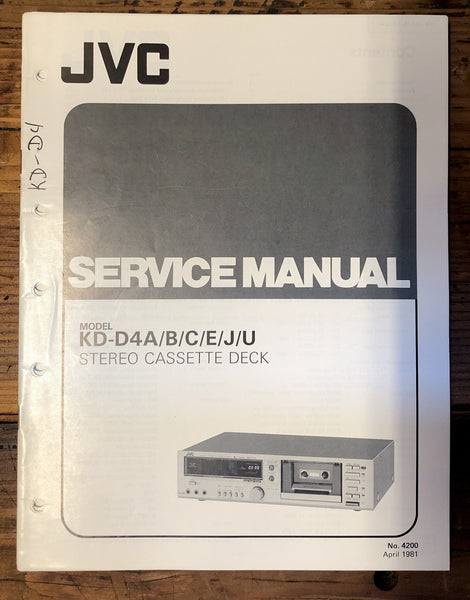 JVC
KD-D4
SERVICE MANUAL
MODEL
KD-D4A/B/C/E/J/U
STEREO CASSETTE DECK
No. 4200
April 1981